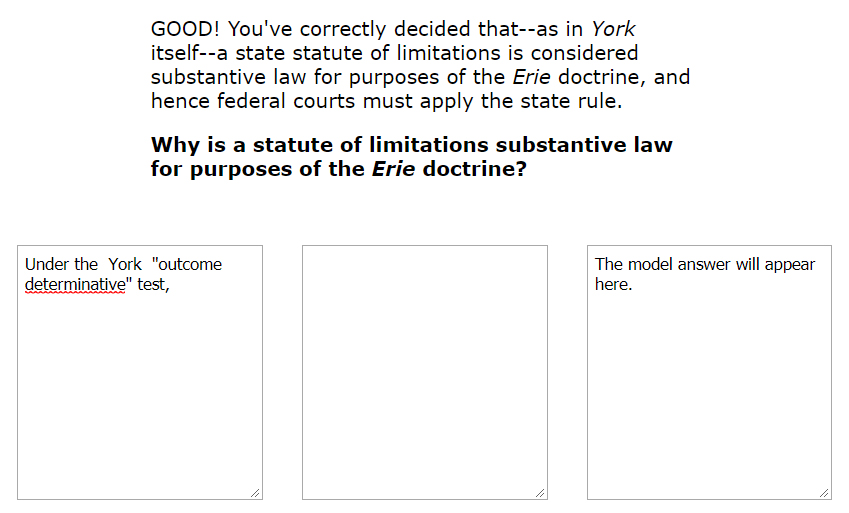 GOOD! You've correctly decided that--as in York
itself--a state statute of limitations is considered
substantive law for purposes of the Erie doctrine, and
hence federal courts must apply the state rule.
Why is a statute of limitations substantive law
for purposes of the Erie doctrine?
Under the York "outcome
determinative" test,
The model answer will appear
here.